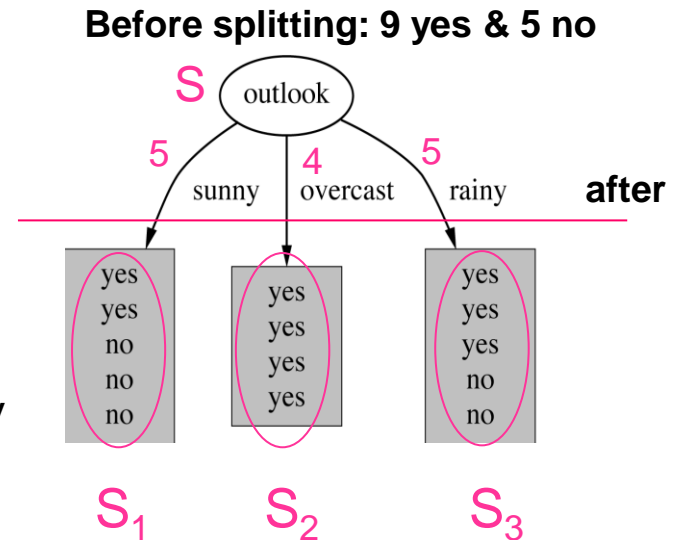 Before splitting: 9 yes & 5 no
S outlook
5 4 5
sunny overcast rainy after
yes
yes
no
no
no
yes
yes
yes
yes
yes
yes
yes
no
no
S₁ S₂ S₃